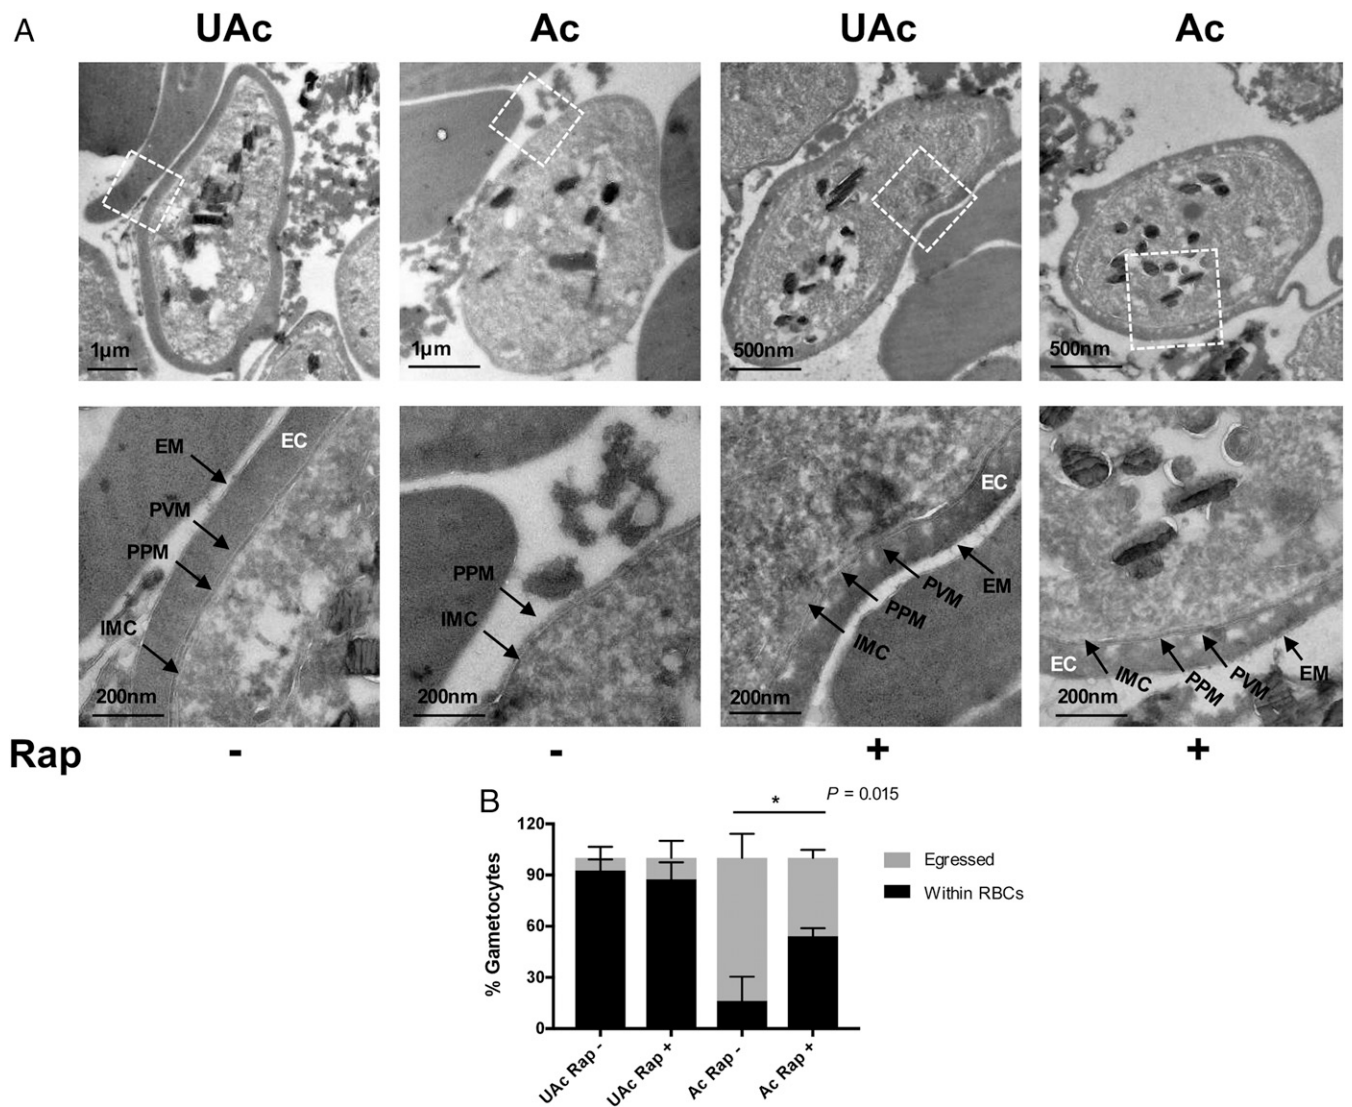 A
UAc
Ac
UAc
Ac
1µm
1µm
500nm
500nm
EM
EC
PVM
PPM
IMC
200nm
PPM
IMC
200nm
EC
EM
PVM
PPM
IMC
200nm
EC
IMC
PPM
PVM
EM
200nm
Rap - - + +
B
* P = 0.015
120
90
60
30
0
% Gametocytes
Egressed
Within RBCs
UAc Rap -
UAc Rap +
Ac Rap -
Ac Rap +